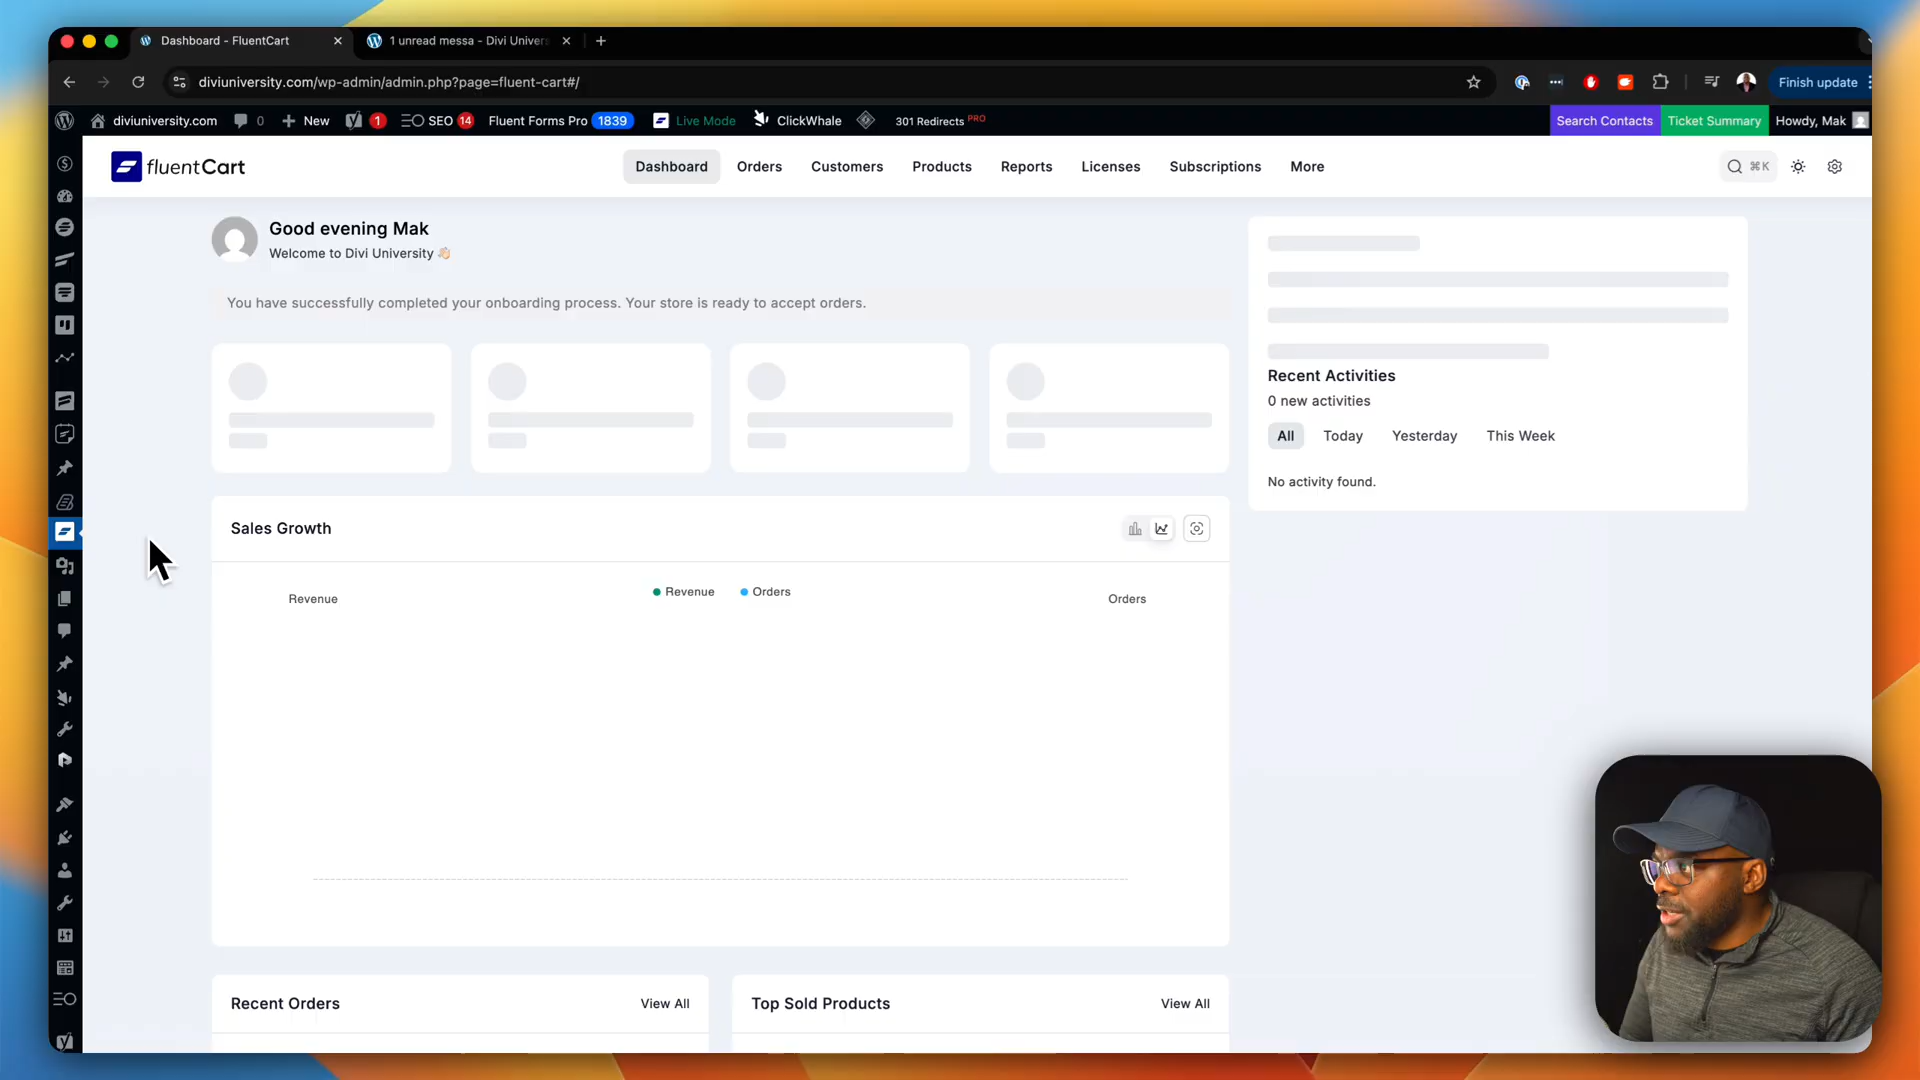 Dashboard - FluentCart
1 unread messa - Divi Univer
diviuniversity.com/wp-admin/admin.php?page=fluent-cart#/
Finish update
diviuniversity.com
0
New
1
SEO 14
Fluent Forms Pro 1839
Live Mode
ClickWhale
301 Redirects PRO
Search Contacts
Ticket Summary
Howdy, Mak
fluentCart
Dashboard
Orders
Customers
Products
Reports
Licenses
Subscriptions
More
⌘K
Good evening Mak
Welcome to Divi University 👋🏻
You have successfully completed your onboarding process. Your store is ready to accept orders.
Recent Activities
0 new activities
All
Today
Yesterday
This Week
No activity found.
Sales Growth
Revenue
Revenue
Orders
Orders
Recent Orders
View All
Top Sold Products
View All